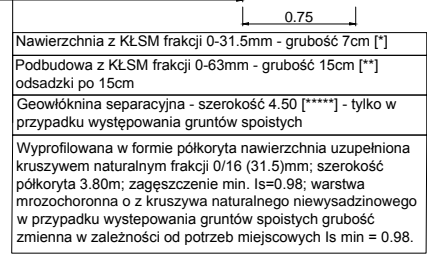 0.75
Nawierzchnia z KŁSM frakcji 0-31.5mm - grubość 7cm [*]
Podbudowa z KŁSM frakcji 0-63mm - grubość 15cm [**]
odsadzki po 15cm
Geowłóknina separacyjna - szerokość 4.50 [*****] - tylko w
przypadku występowania gruntów spoistych
Wyprofilowana w formie półkoryta nawierzchnia uzupełniona
kruszywem naturalnym frakcji 0/16 (31.5)mm; szerokość
półkoryta 3.80m; zagęszczenie min. Is=0.98; warstwa
mrozochoronna o z kruszywa naturalnego niewysadzinowego
w przypadku wystepowania gruntów spoistych grubość
zmienna w zależności od potrzeb miejscowych Is min = 0.98.